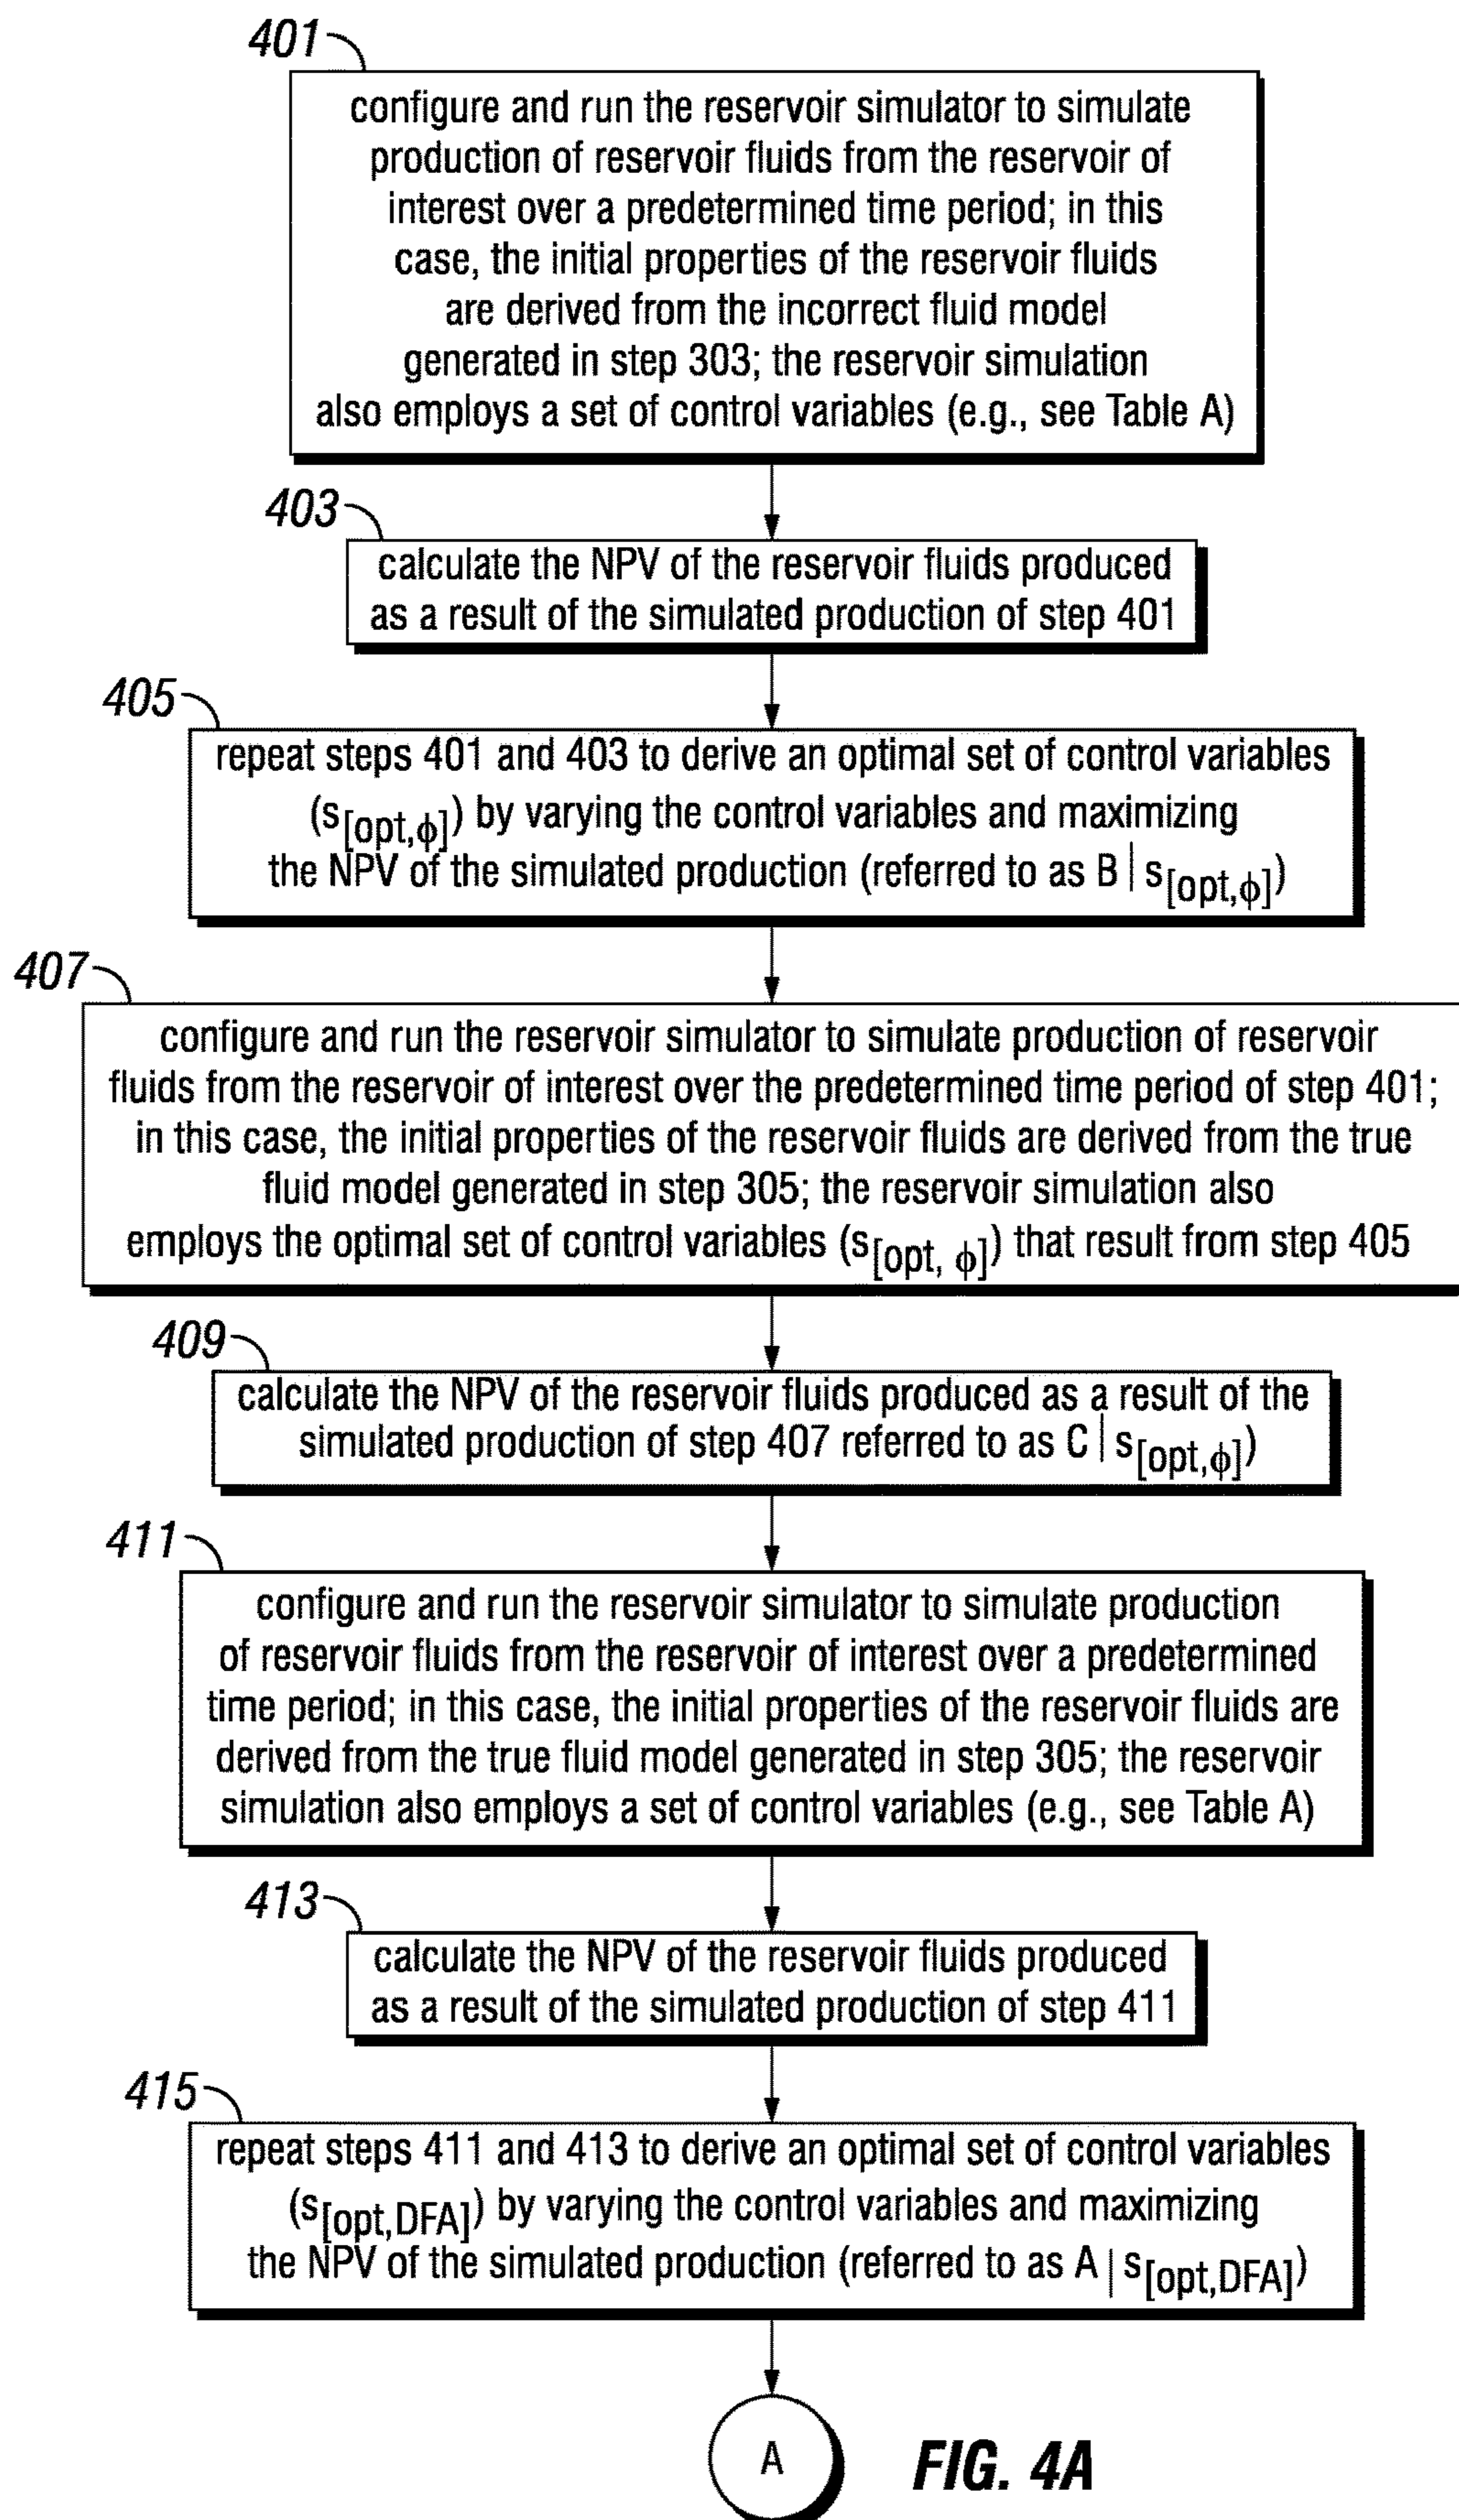 401
configure and run the reservoir simulator to simulate
production of reservoir fluids from the reservoir of
interest over a predetermined time period; in this
case, the initial properties of the reservoir fluids
are derived from the incorrect fluid model
generated in step 303; the reservoir simulation
also employs a set of control variables (e.g., see Table A)
403
calculate the NPV of the reservoir fluids produced
as a result of the simulated production of step 401
405
repeat steps 401 and 403 to derive an optimal set of control variables
(s[opt,ϕ]) by varying the control variables and maximizing
the NPV of the simulated production (referred to as B | s[opt,ϕ])
407
configure and run the reservoir simulator to simulate production of reservoir
fluids from the reservoir of interest over the predetermined time period of step 401;
in this case, the initial properties of the reservoir fluids are derived from the true
fluid model generated in step 305; the reservoir simulation also
employs the optimal set of control variables (s[opt, ϕ]) that result from step 405
409
calculate the NPV of the reservoir fluids produced as a result of the
simulated production of step 407 referred to as C | s[opt,ϕ])
411
configure and run the reservoir simulator to simulate production
of reservoir fluids from the reservoir of interest over a predetermined
time period; in this case, the initial properties of the reservoir fluids are
derived from the true fluid model generated in step 305; the reservoir
simulation also employs a set of control variables (e.g., see Table A)
413
calculate the NPV of the reservoir fluids produced
as a result of the simulated production of step 411
415
repeat steps 411 and 413 to derive an optimal set of control variables
(s[opt,DFA]) by varying the control variables and maximizing
the NPV of the simulated production (referred to as A | s[opt,DFA])
A
FIG. 4A